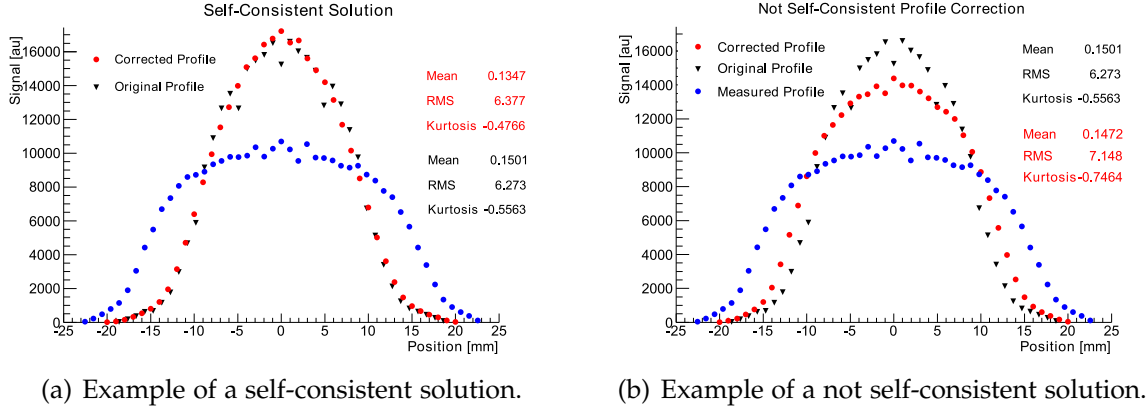 Self-Consistent Solution
Signal [au]
16000
14000
12000
10000
8000
6000
4000
2000
0
-25 -20 -15 -10 -5 0 5 10 15 20 25
Position [mm]
Corrected Profile
Original Profile
Mean 0.1347
RMS 6.377
Kurtosis -0.4766
Mean 0.1501
RMS 6.273
Kurtosis -0.5563
(a) Example of a self-consistent solution.
Not Self-Consistent Profile Correction
Signal [au]
16000
14000
12000
10000
8000
6000
4000
2000
0
-25 -20 -15 -10 -5 0 5 10 15 20 25
Position [mm]
Corrected Profile
Original Profile
Measured Profile
Mean 0.1501
RMS 6.273
Kurtosis -0.5563
Mean 0.1472
RMS 7.148
Kurtosis -0.7464
(b) Example of a not self-consistent solution.